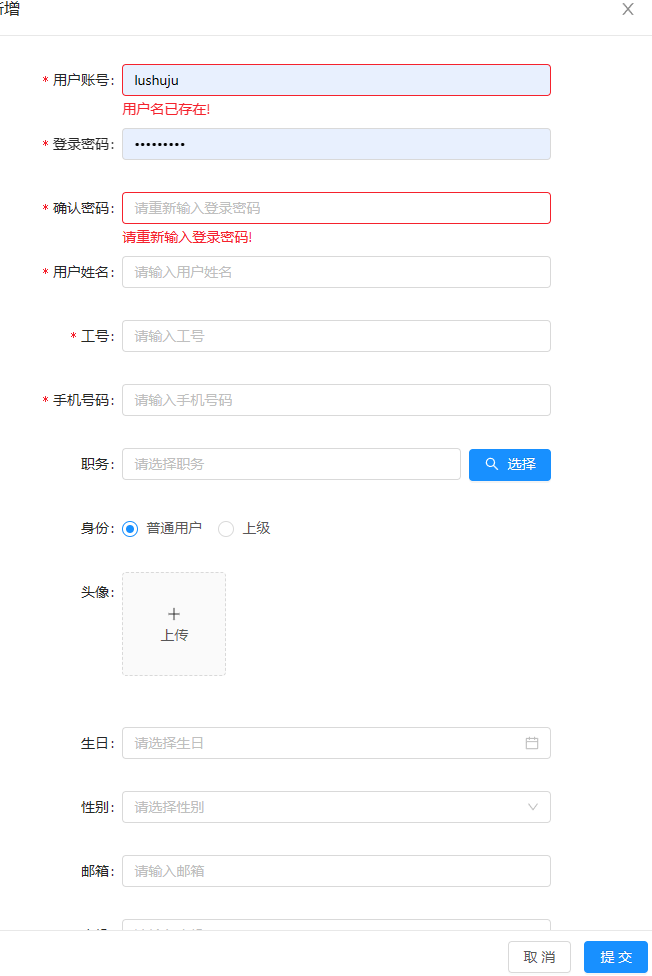 新增
* 用户账号:
lushuju
用户名已存在!
* 登录密码:
•••••••••
* 确认密码:
请重新输入登录密码
请重新输入登录密码!
* 用户姓名:
请输入用户姓名
* 工号:
请输入工号
* 手机号码:
请输入手机号码
职务:
请选择职务
选择
身份:
普通用户
上级
头像:
+
上传
生日:
请选择生日
性别:
请选择性别
邮箱:
请输入邮箱
取 消
提 交